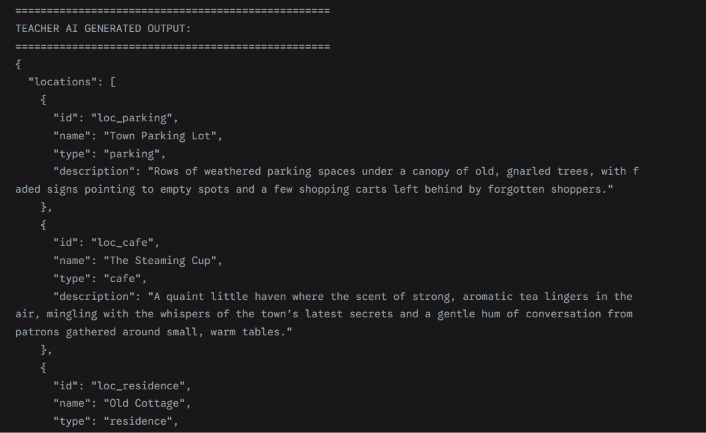 ==================================================
TEACHER AI GENERATED OUTPUT:
==================================================
{
  "locations": [
    {
      "id": "loc_parking",
      "name": "Town Parking Lot",
      "type": "parking",
      "description": "Rows of weathered parking spaces under a canopy of old, gnarled trees, with f
aded signs pointing to empty spots and a few shopping carts left behind by forgotten shoppers."
    },
    {
      "id": "loc_cafe",
      "name": "The Steaming Cup",
      "type": "cafe",
      "description": "A quaint little haven where the scent of strong, aromatic tea lingers in the
air, mingling with the whispers of the town’s latest secrets and a gentle hum of conversation from
patrons gathered around small, warm tables."
    },
    {
      "id": "loc_residence",
      "name": "Old Cottage",
      "type": "residence",